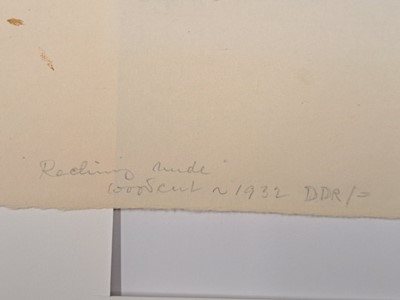 "Reclining nude"
woodcut ~ 1932 DDR/=